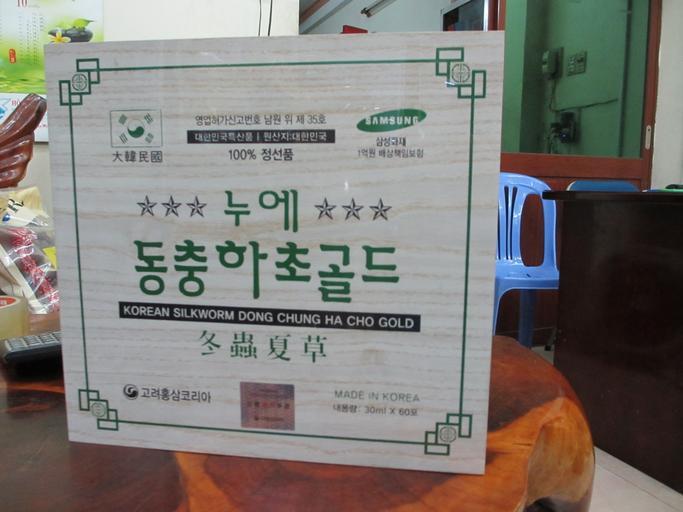 영업허가신고번호 남원 위 제 35호
대한민국특산품 | 원산지:대한민국
100% 정선품
大韓民國
SAMSUNG
삼성화재
1억원 배상책임보험
누에
동충하초골드
KOREAN SILKWORM DONG CHUNG HA CHO GOLD
冬蟲夏草
고려홍삼코리아
MADE IN KOREA
내용량: 30ml X 60포
10